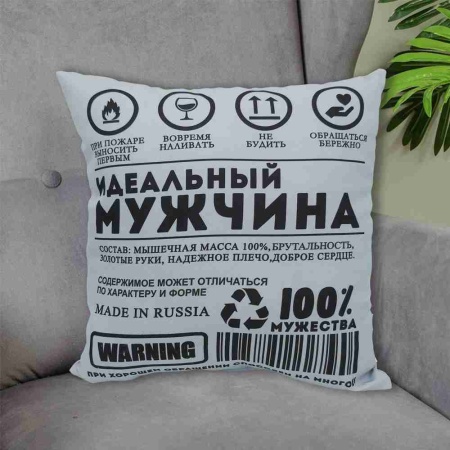 ПРИ ПОЖАРЕ
ВЫНОСИТЬ
ПЕРВЫМ
ВОВРЕМЯ
НАЛИВАТЬ
НЕ
БУДИТЬ
ОБРАЩАТЬСЯ
БЕРЕЖНО
ИДЕАЛЬНЫЙ
МУЖЧИНА
СОСТАВ: МЫШЕЧНАЯ МАССА 100%, БРУТАЛЬНОСТЬ,
ЗОЛОТЫЕ РУКИ, НАДЕЖНОЕ ПЛЕЧО, ДОБРОЕ СЕРДЦЕ.
СОДЕРЖИМОЕ МОЖЕТ ОТЛИЧАТЬСЯ
ПО ХАРАКТЕРУ И ФОРМЕ
MADE IN RUSSIA
100%
МУЖЕСТВА
WARNING
ПРИ ХОРОШЕМ ОБРАЩЕНИИ СПОСОБЕН НА МНОГОЕ